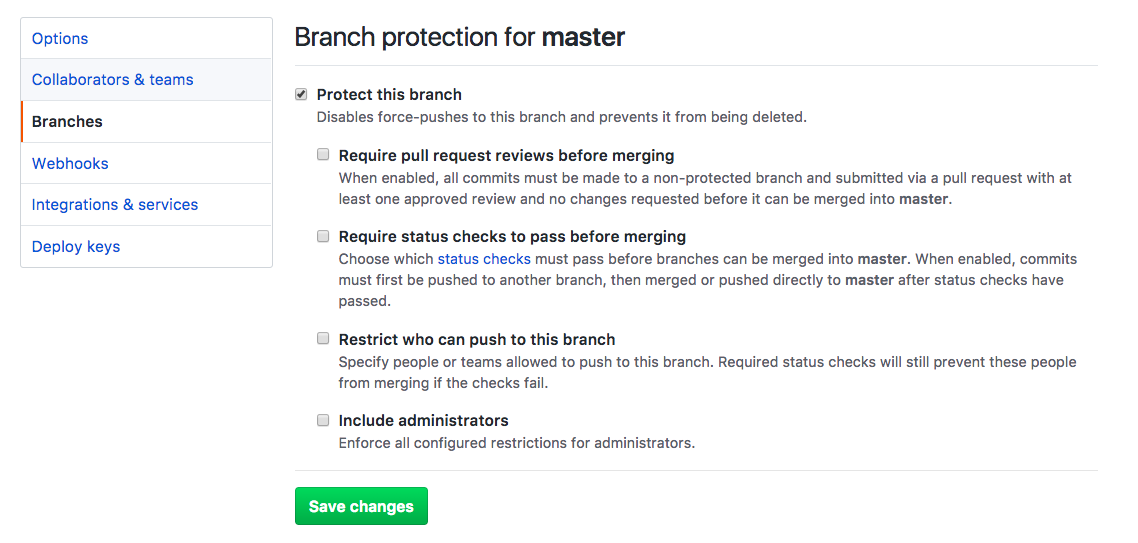 Options
Collaborators & teams
Branches
Webhooks
Integrations & services
Deploy keys
Branch protection for master
Protect this branch
Disables force-pushes to this branch and prevents it from being deleted.
Require pull request reviews before merging
When enabled, all commits must be made to a non-protected branch and submitted via a pull request with at
least one approved review and no changes requested before it can be merged into master.
Require status checks to pass before merging
Choose which status checks must pass before branches can be merged into master. When enabled, commits
must first be pushed to another branch, then merged or pushed directly to master after status checks have
passed.
Restrict who can push to this branch
Specify people or teams allowed to push to this branch. Required status checks will still prevent these people
from merging if the checks fail.
Include administrators
Enforce all configured restrictions for administrators.
Save changes